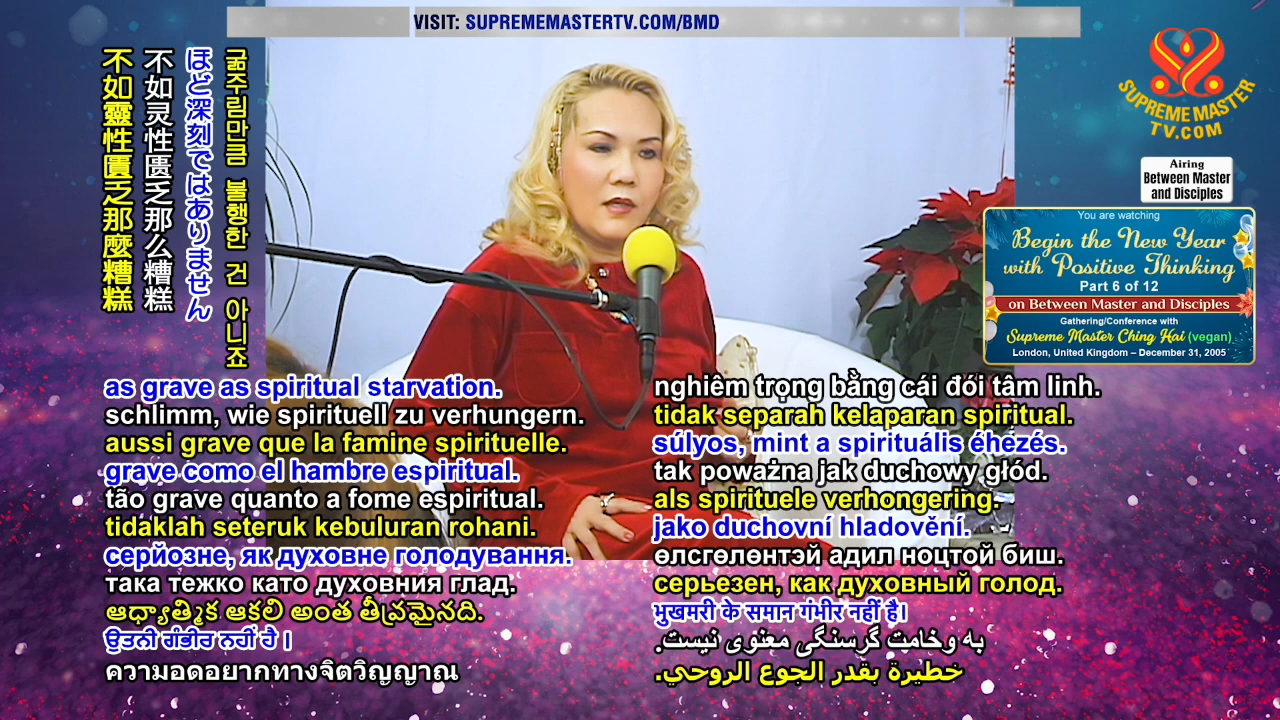 VISIT: SUPREMEMASTERTV.COM/BMD
SUPREME MASTER
TV.COM
Airing
Between Master
and Disciples
You are watching
Begin the New Year
with Positive Thinking
Part 6 of 12
on Between Master and Disciples
Gathering/Conference with
Supreme Master Ching Hai (vegan)
London, United Kingdom – December 31, 2005
不如靈性匱乏那麼糟糕
不如灵性匮乏那么糟糕
ほど深刻ではありません
굶주림만큼 불행한 건 아니죠
as grave as spiritual starvation.
schlimm, wie spirituell zu verhungern.
aussi grave que la famine spirituelle.
grave como el hambre espiritual.
tão grave quanto a fome espiritual.
tidaklah seteruk kebuluran rohani.
серйозне, як духовне голодування.
така тежко като духовния глад.
ఆధ్యాత్మిక ఆకలి అంత తీవ్రమైనది.
ਉਤਨੀ ਗੰਭੀਰ ਨਹੀਂ ਹੈ।
ความอดอยากทางจิตวิญญาณ
nghiêm trọng bằng cái đói tâm linh.
tidak separah kelaparan spiritual.
súlyos, mint a spirituális éhezés.
tak poważna jak duchowy głód.
als spirituele verhongering.
jako duchovní hladovění.
өлсгөлөнтэй адил ноцтой биш.
серьезен, как духовный голод.
भुखमरी के समान गंभीर नहीं है।
به وخامت گرسنگی معنوی نیست.
خطيرة بقدر الجوع الروحي.